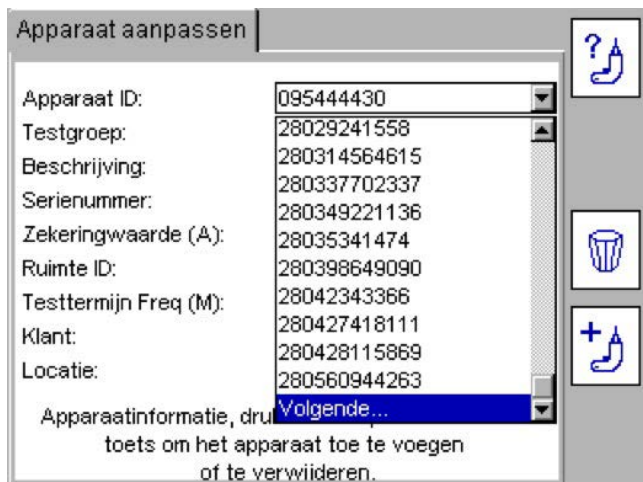 Apparaat aanpassen
?
Apparaat ID: 095444430
Testgroep: 28029241558
Beschrijving: 280314564615
Serienummer: 280337702337
280349221136
Zekeringwaarde (A): 28035341474
Ruimte ID: 280398649090
Testtermijn Freq (M): 28042343366
Klant: 280427418111
280428115869
Locatie: 280560944263
Volgende...
Apparaatinformatie, dru
toets om het apparaat toe te voegen
of te verwijderen.
+